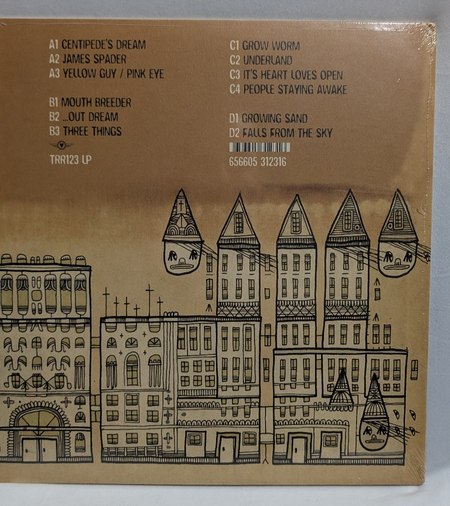 A1 CENTIPEDE'S DREAM
A2 JAMES SPADER
A3 YELLOW GUY / PINK EYE
B1 MOUTH BREEDER
B2 ...OUT DREAM
B3 THREE THINGS
TRR123 LP
C1 GROW WORM
C2 UNDERLAND
C3 IT'S HEART LOVES OPEN
C4 PEOPLE STAYING AWAKE
D1 GROWING SAND
D2 FALLS FROM THE SKY
656605 312316